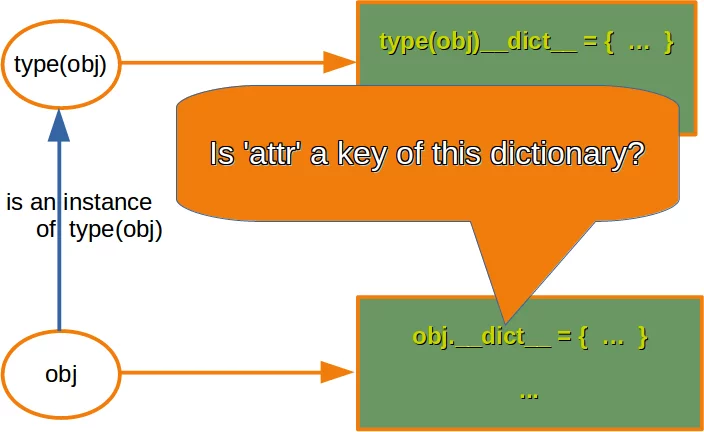 type(obj)
type(obj)__dict__ = { ... }
Is 'attr' a key of this dictionary?
is an instance
of type(obj)
obj
obj.__dict__ = { ... }
...